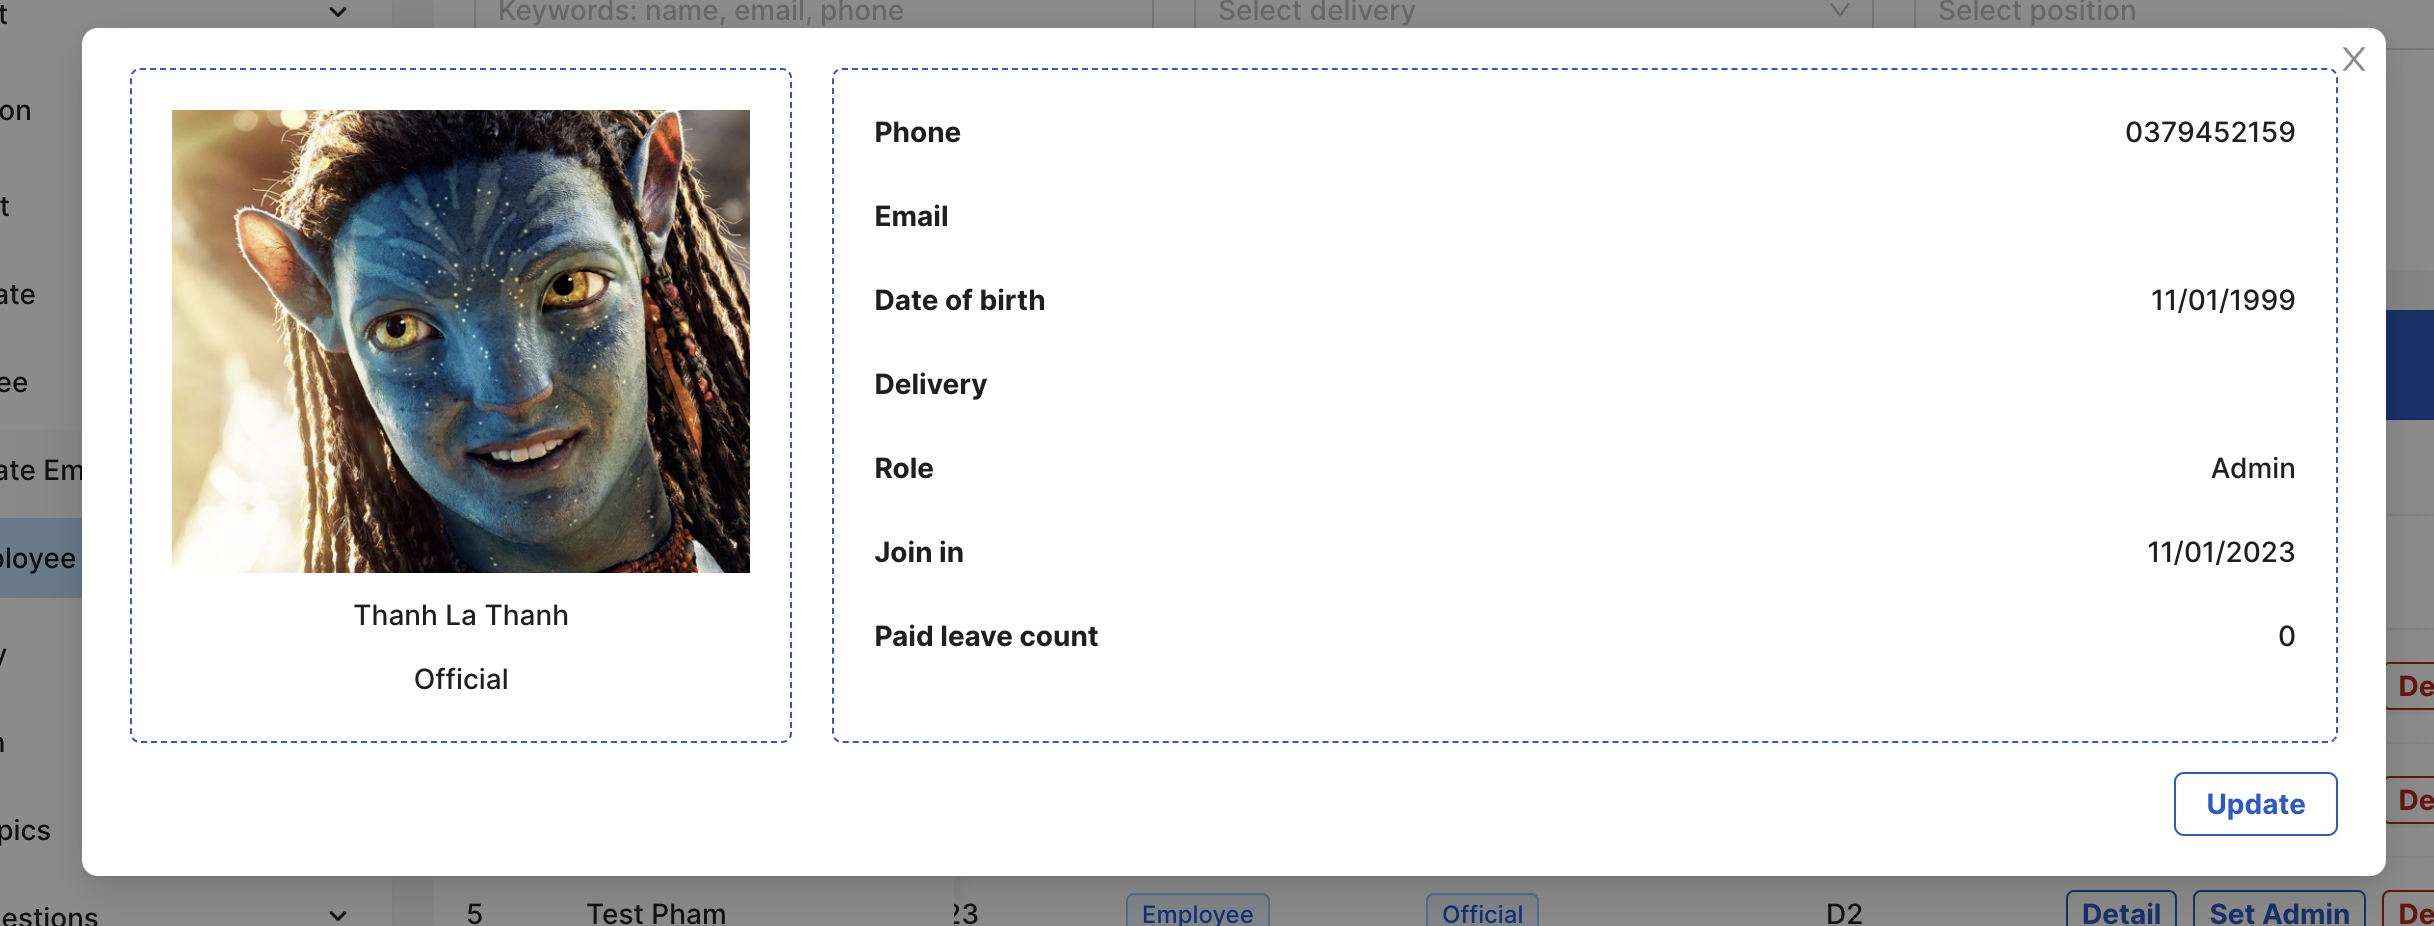 Keywords: name, email, phone
Select delivery
Select position
on
ate
ee
ate Em
ployee
pics
estions
Phone 0379452159
Email
Date of birth 11/01/1999
Delivery
Role Admin
Join in 11/01/2023
Paid leave count 0
Thanh La Thanh
Official
Update
De
De
5 Test Pham 23 Employee Official D2 Detail Set Admin De